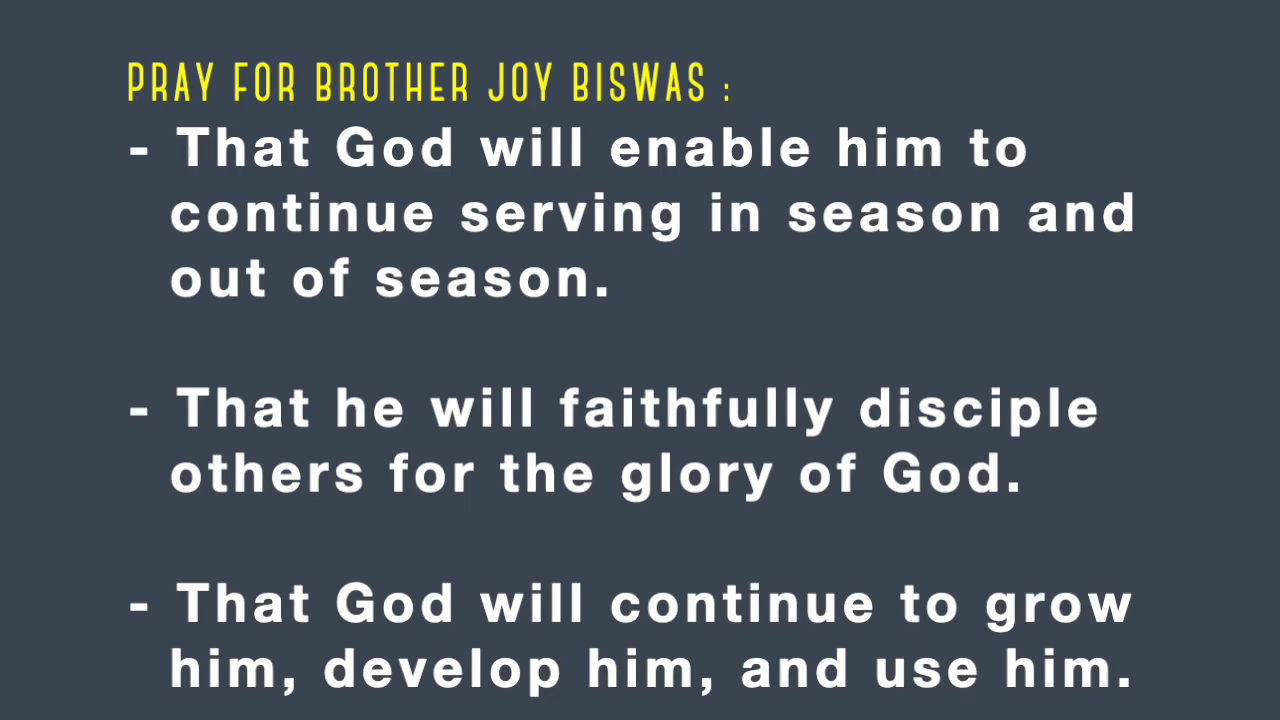 PRAY FOR BROTHER JOY BISWAS :
- That God will enable him to
continue serving in season and
out of season.
- That he will faithfully disciple
others for the glory of God.
- That God will continue to grow
him, develop him, and use him.